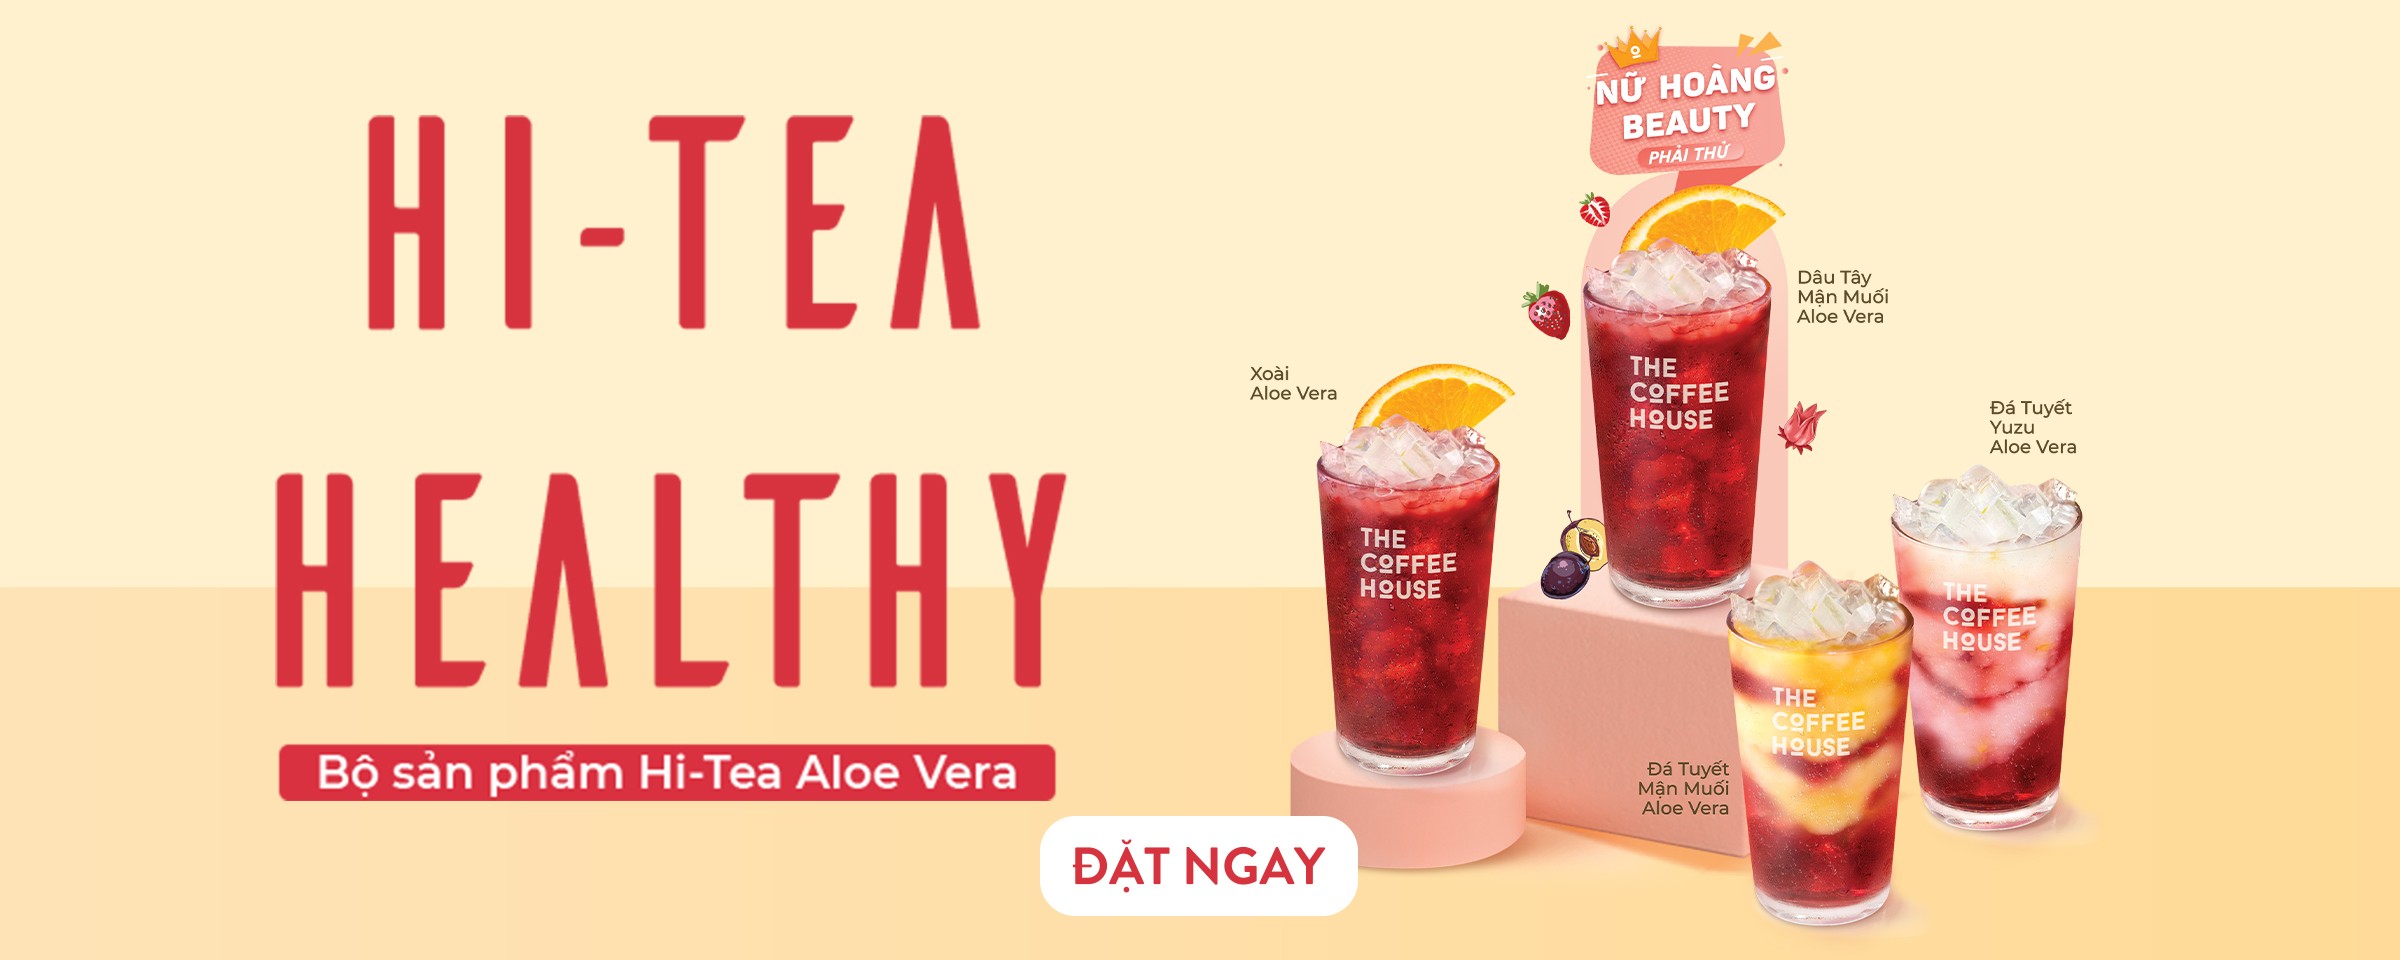 HI-TEA
HEALTHY
Bộ sản phẩm Hi-Tea Aloe Vera
ĐẶT NGAY
NỮ HOÀNG
BEAUTY
PHẢI THỬ
Dâu Tây
Mận Muối
Aloe Vera
THE
COFFEE
HOUSE
Xoài
Aloe Vera
THE
COFFEE
HOUSE
Đá Tuyết
Yuzu
Aloe Vera
THE
COFFEE
HOUSE
Đá Tuyết
Mận Muối
Aloe Vera
THE
COFFEE
HOUSE